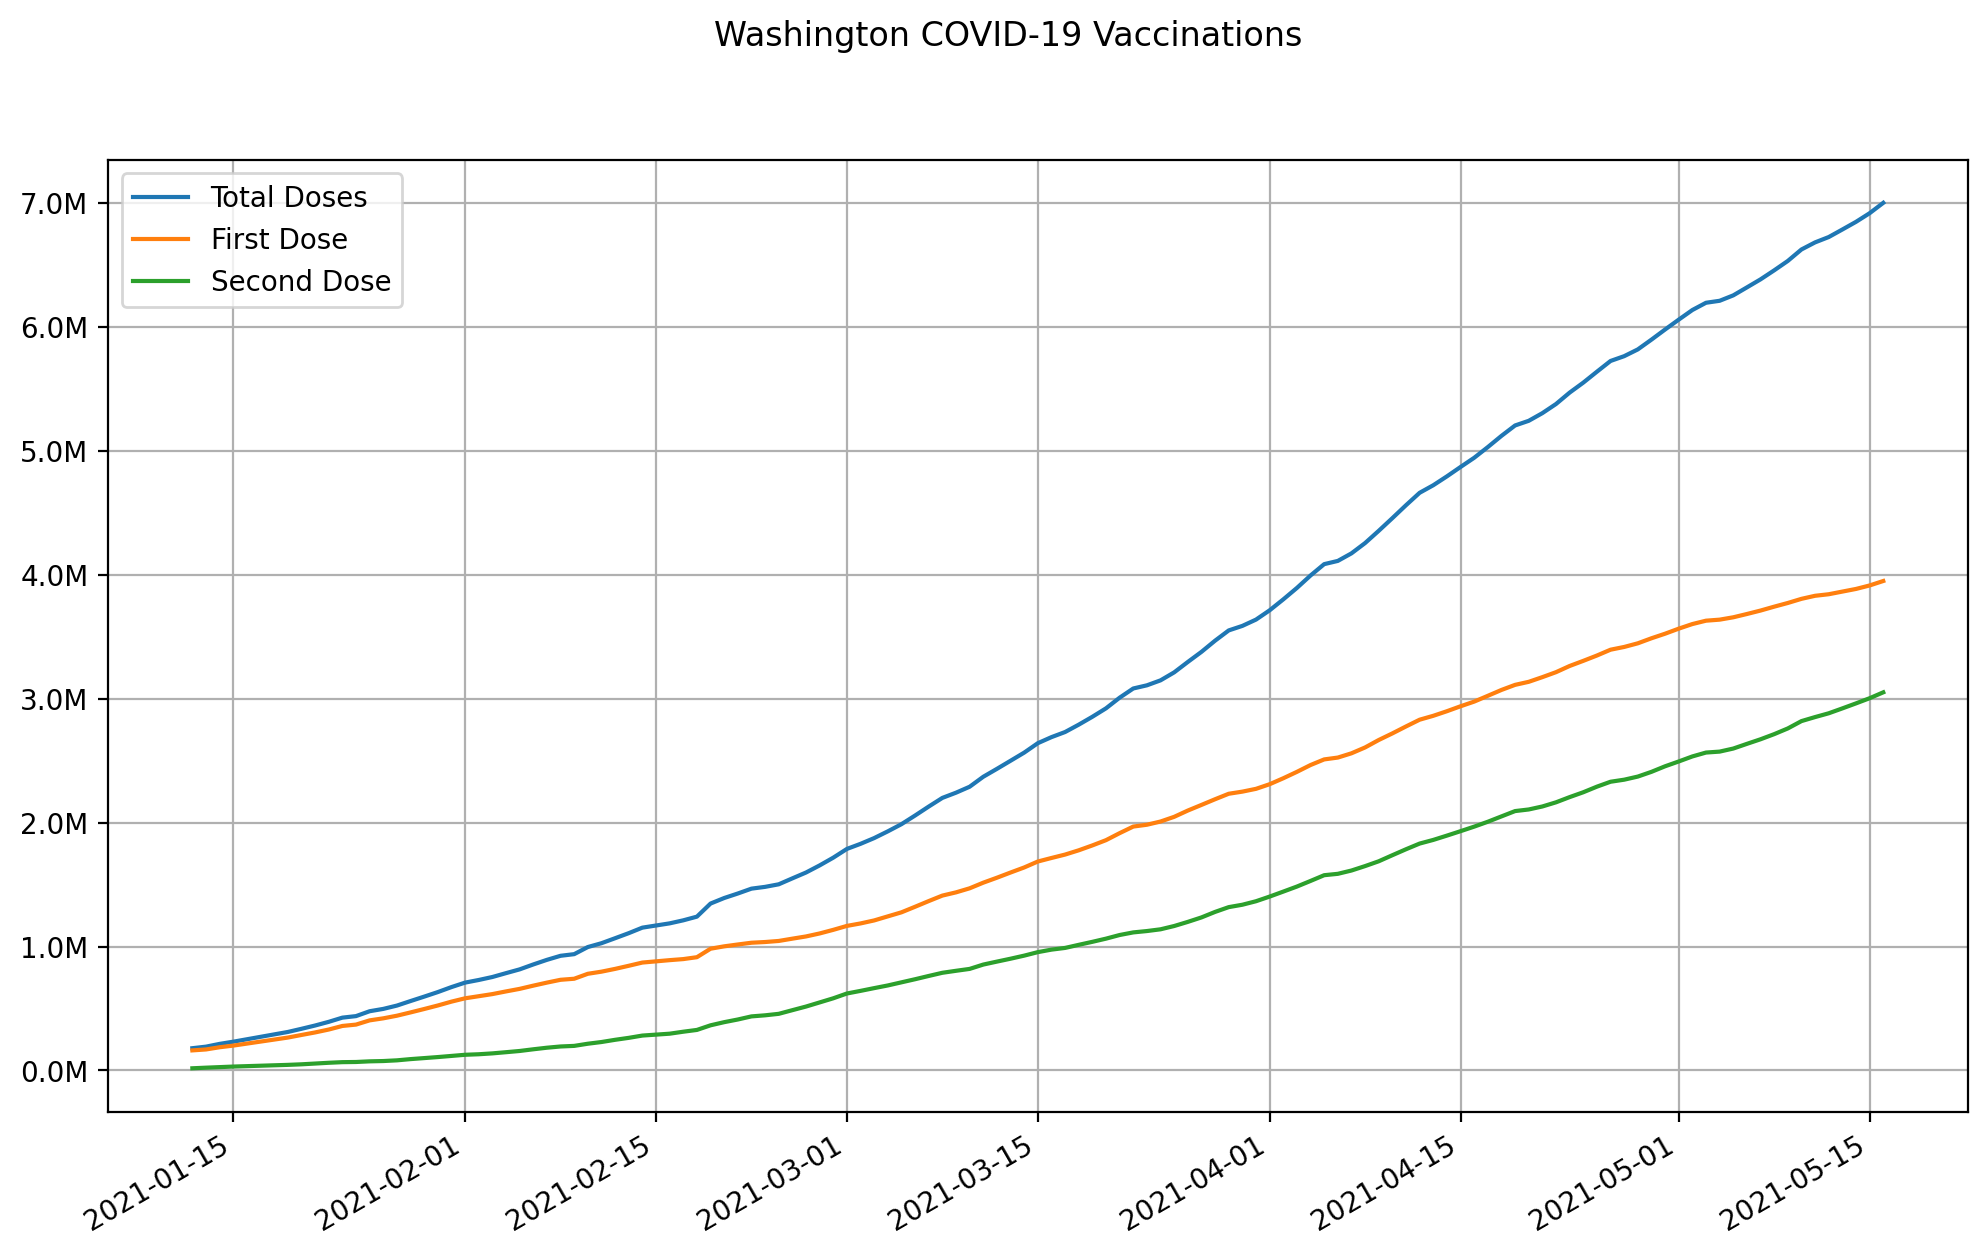 Washington COVID-19 Vaccinations
Total Doses
First Dose
Second Dose
7.0M
6.0M
5.0M
4.0M
3.0M
2.0M
1.0M
0.0M
2021-01-15
2021-02-01
2021-02-15
2021-03-01
2021-03-15
2021-04-01
2021-04-15
2021-05-01
2021-05-15